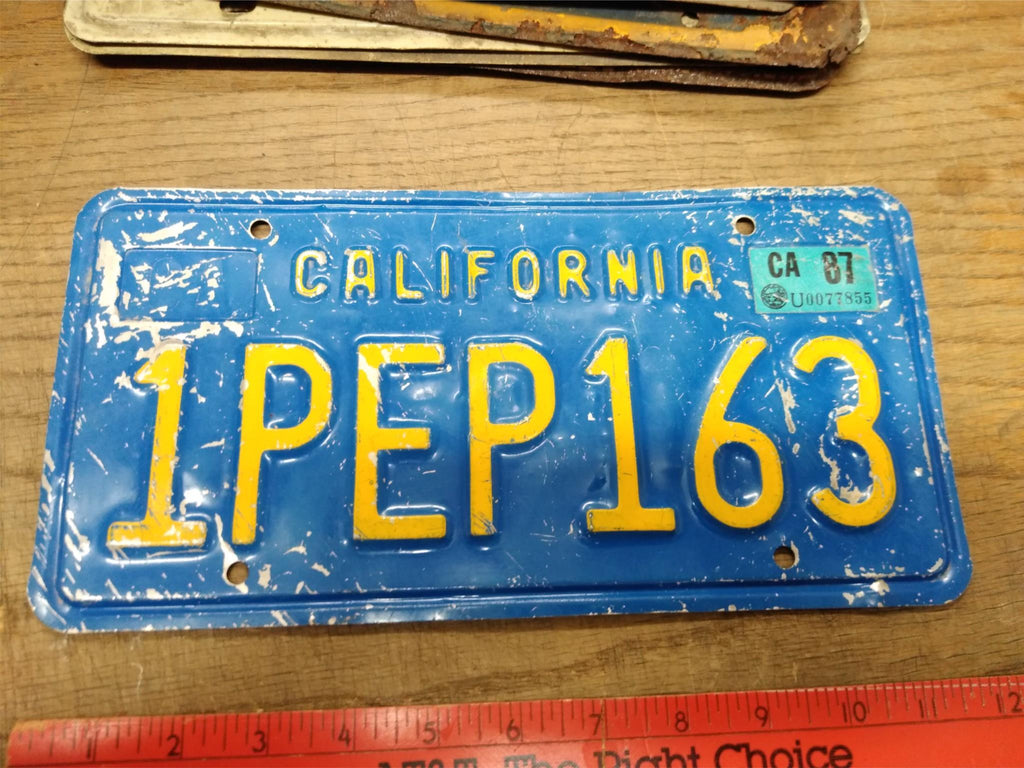 CALIFORNIA
CA 87
U0077855
1PEP163
1 2 3 4 5 6 7 8 9 10 11 12
AT&T. The Right Choice